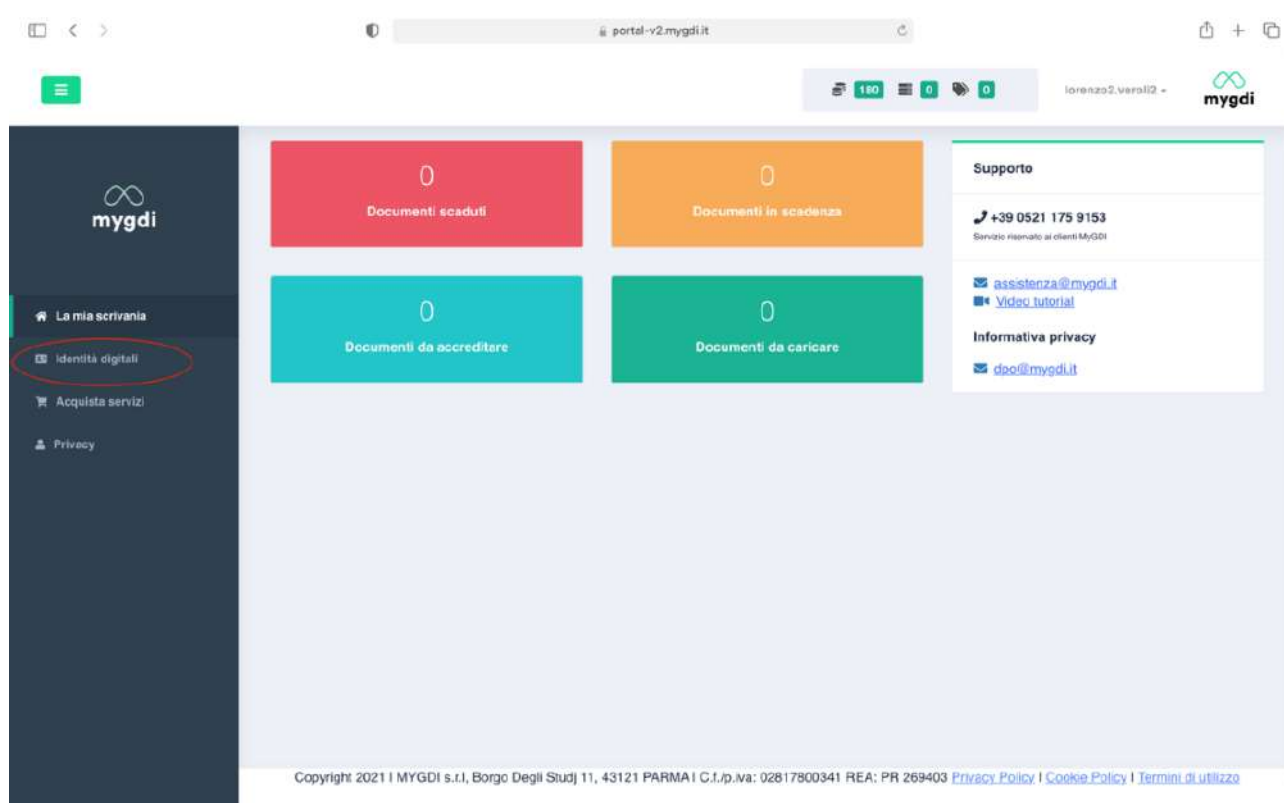 portal-v2.mygdi.it
180 0 0
lorenzo2.veroli2
mygdi
mygdi
La mia scrivania
Identità digitali
Acquista servizi
Privacy
0
Documenti scaduti
0
Documenti in scadenza
0
Documenti da accreditare
0
Documenti da caricare
Supporto
+39 0521 175 9153
Servizio riservato ai clienti MyGDI
assistenza@mygdi.it
Video tutorial
Informativa privacy
dpo@mygdi.it
Copyright 2021 | MYGDI s.r.l, Borgo Degli Studj 11, 43121 PARMA | C.f./p.iva: 02817800341 REA: PR 269403 Privacy Policy | Cookie Policy | Termini di utilizzo